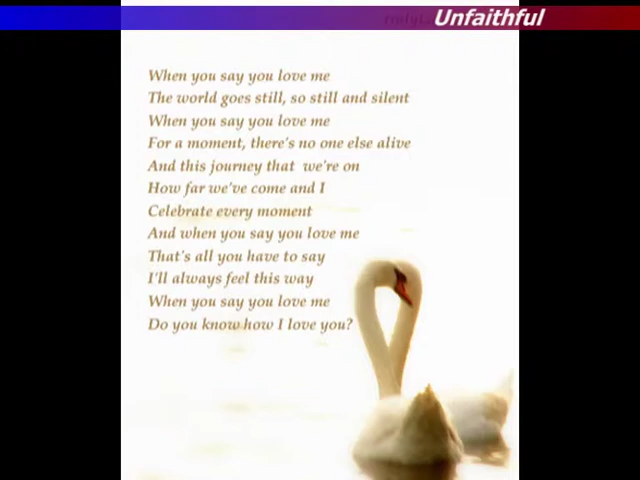 Unfaithful
When you say you love me
The world goes still, so still and silent
When you say you love me
For a moment, there's no one else alive
And this journey that we're on
How far we've come and I
Celebrate every moment
And when you say you love me
That's all you have to say
I'll always feel this way
When you say you love me
Do you know how I love you?